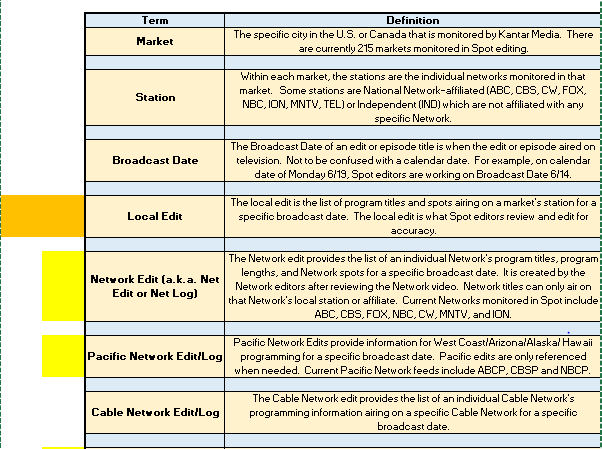 Term Definition
Market
The specific city in the U.S. or Canada that is monitored by Kantar Media. There
are currently 215 markets monitored in Spot editing.
Station
Within each market, the stations are the individual networks monitored in that
market. Some stations are National Network-affiliated (ABC, CBS, CW, FOX,
NBC, ION, MNTV, TEL) or Independent (IND) which are not affiliated with any
specific Network.
Broadcast Date
The Broadcast Date of an edit or episode title is when the edit or episode aired on
television. Not to be confused with a calendar date. For example, on calendar
date of Monday 6/19, Spot editors are working on Broadcast Date 6/14.
Local Edit
The local edit is the list of program titles and spots airing on a market's station for a
specific broadcast date. The local edit is what Spot editors review and edit for
accuracy.
Network Edit (a.k.a. Net
Edit or Net Log)
The Network edit provides the list of an individual Network's program titles, program
lengths, and Network spots for a specific broadcast date. It is created by the
Network editors after reviewing the Network video. Network titles can only air on
that Network's local station or affiliate. Current Networks monitored in Spot include
ABC, CBS, FOX, NBC, CW, MNTV, and ION.
Pacific Network Edit/Log
Pacific Network Edits provide information for West Coast/Arizona/Alaska/ Hawaii
programming for a specific broadcast date. Pacific edits are only referenced
when needed. Current Pacific Network feeds include ABCP, CBSP and NBCP.
Cable Network Edit/Log
The Cable Network edit provides the list of an individual Cable Network's
programming information airing on a specific Cable Network for a specific
broadcast date.